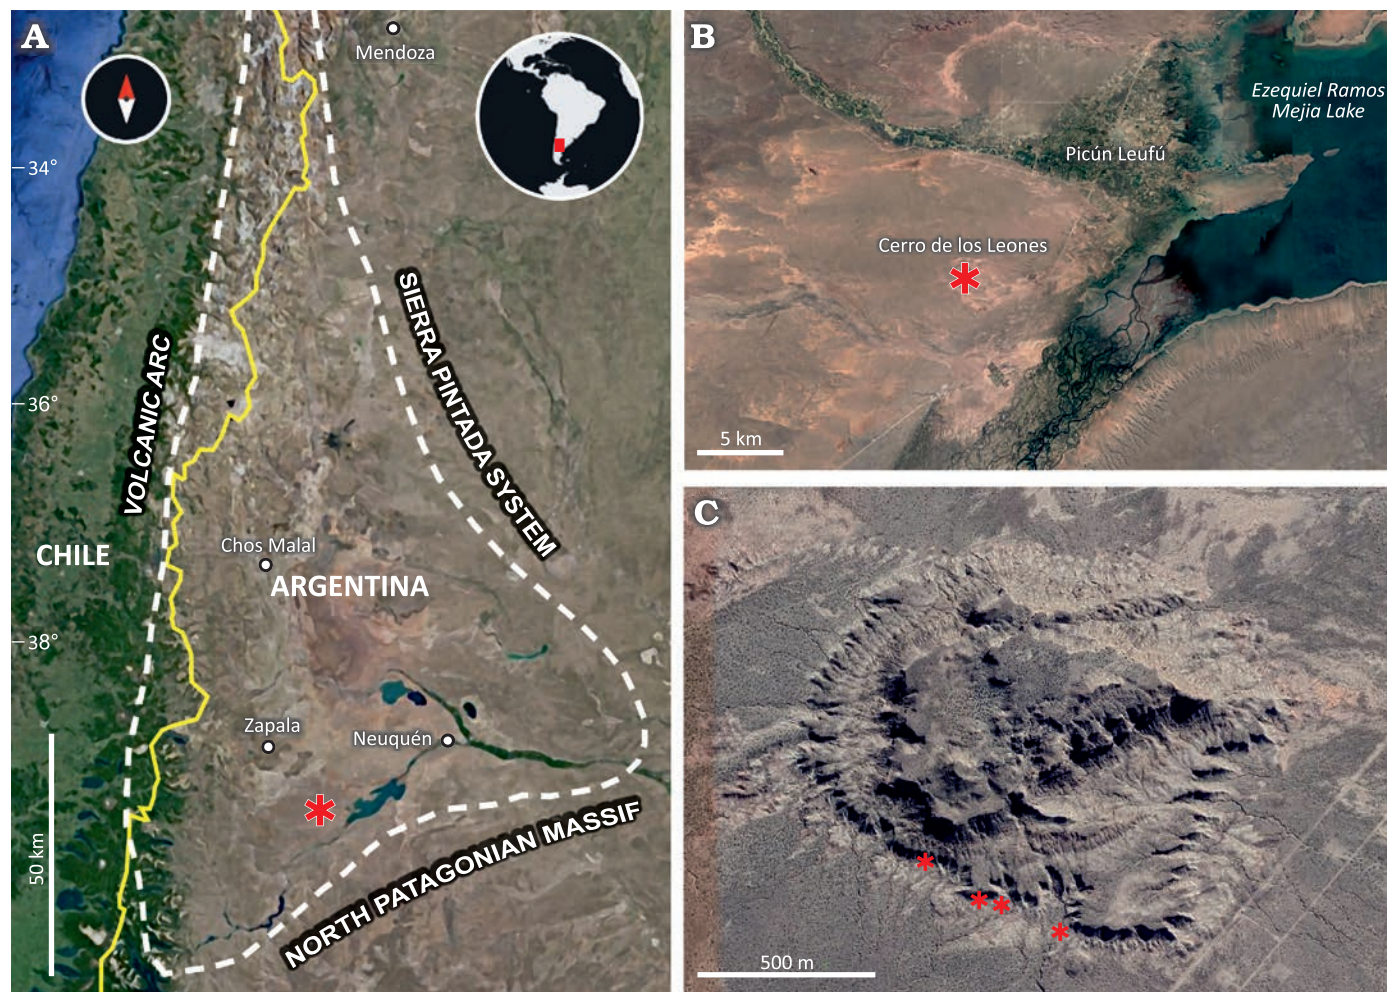 A
Mendoza
34°
36°
38°
VOLCANIC ARC
SIERRA PINTADA SYSTEM
CHILE
Chos Malal
ARGENTINA
Zapala
Neuquén
NORTH PATAGONIAN MASSIF
50 km
B
Ezequiel Ramos
Mejia Lake
Picún Leufú
Cerro de los Leones
5 km
C
500 m